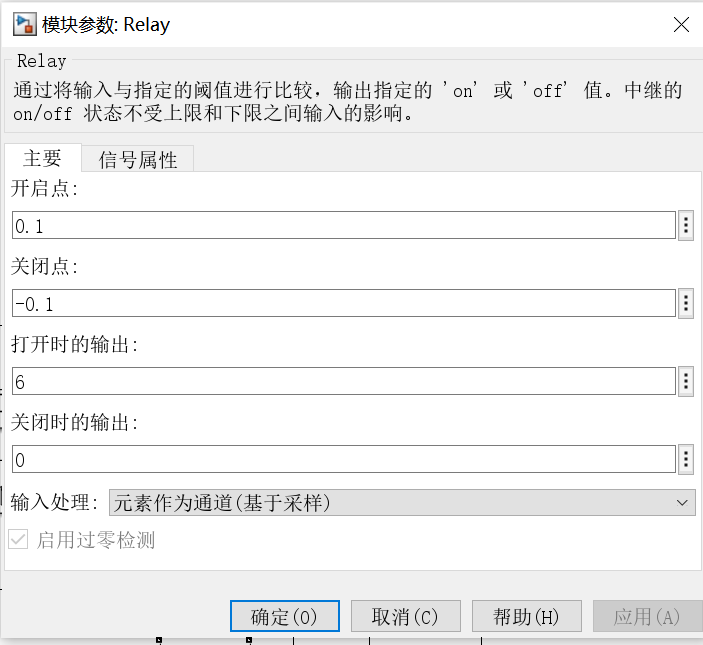 模块参数: Relay
Relay
通过将输入与指定的阈值进行比较，输出指定的 'on' 或 'off' 值。中继的
on/off 状态不受上限和下限之间输入的影响。
主要
信号属性
开启点:
0.1
关闭点:
-0.1
打开时的输出:
6
关闭时的输出:
0
输入处理: 元素作为通道(基于采样)
启用过零检测
确定(O)
取消(C)
帮助(H)
应用(A)